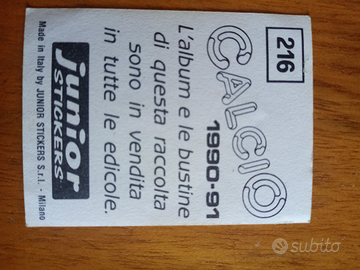 216
CALCIO
1990-91
L'album e le bustine
di questa raccolta
sono in vendita
in tutte le edicole.
junior
STICKERS
Made in Italy by JUNIOR STICKERS S.r.l. - Milano
subito